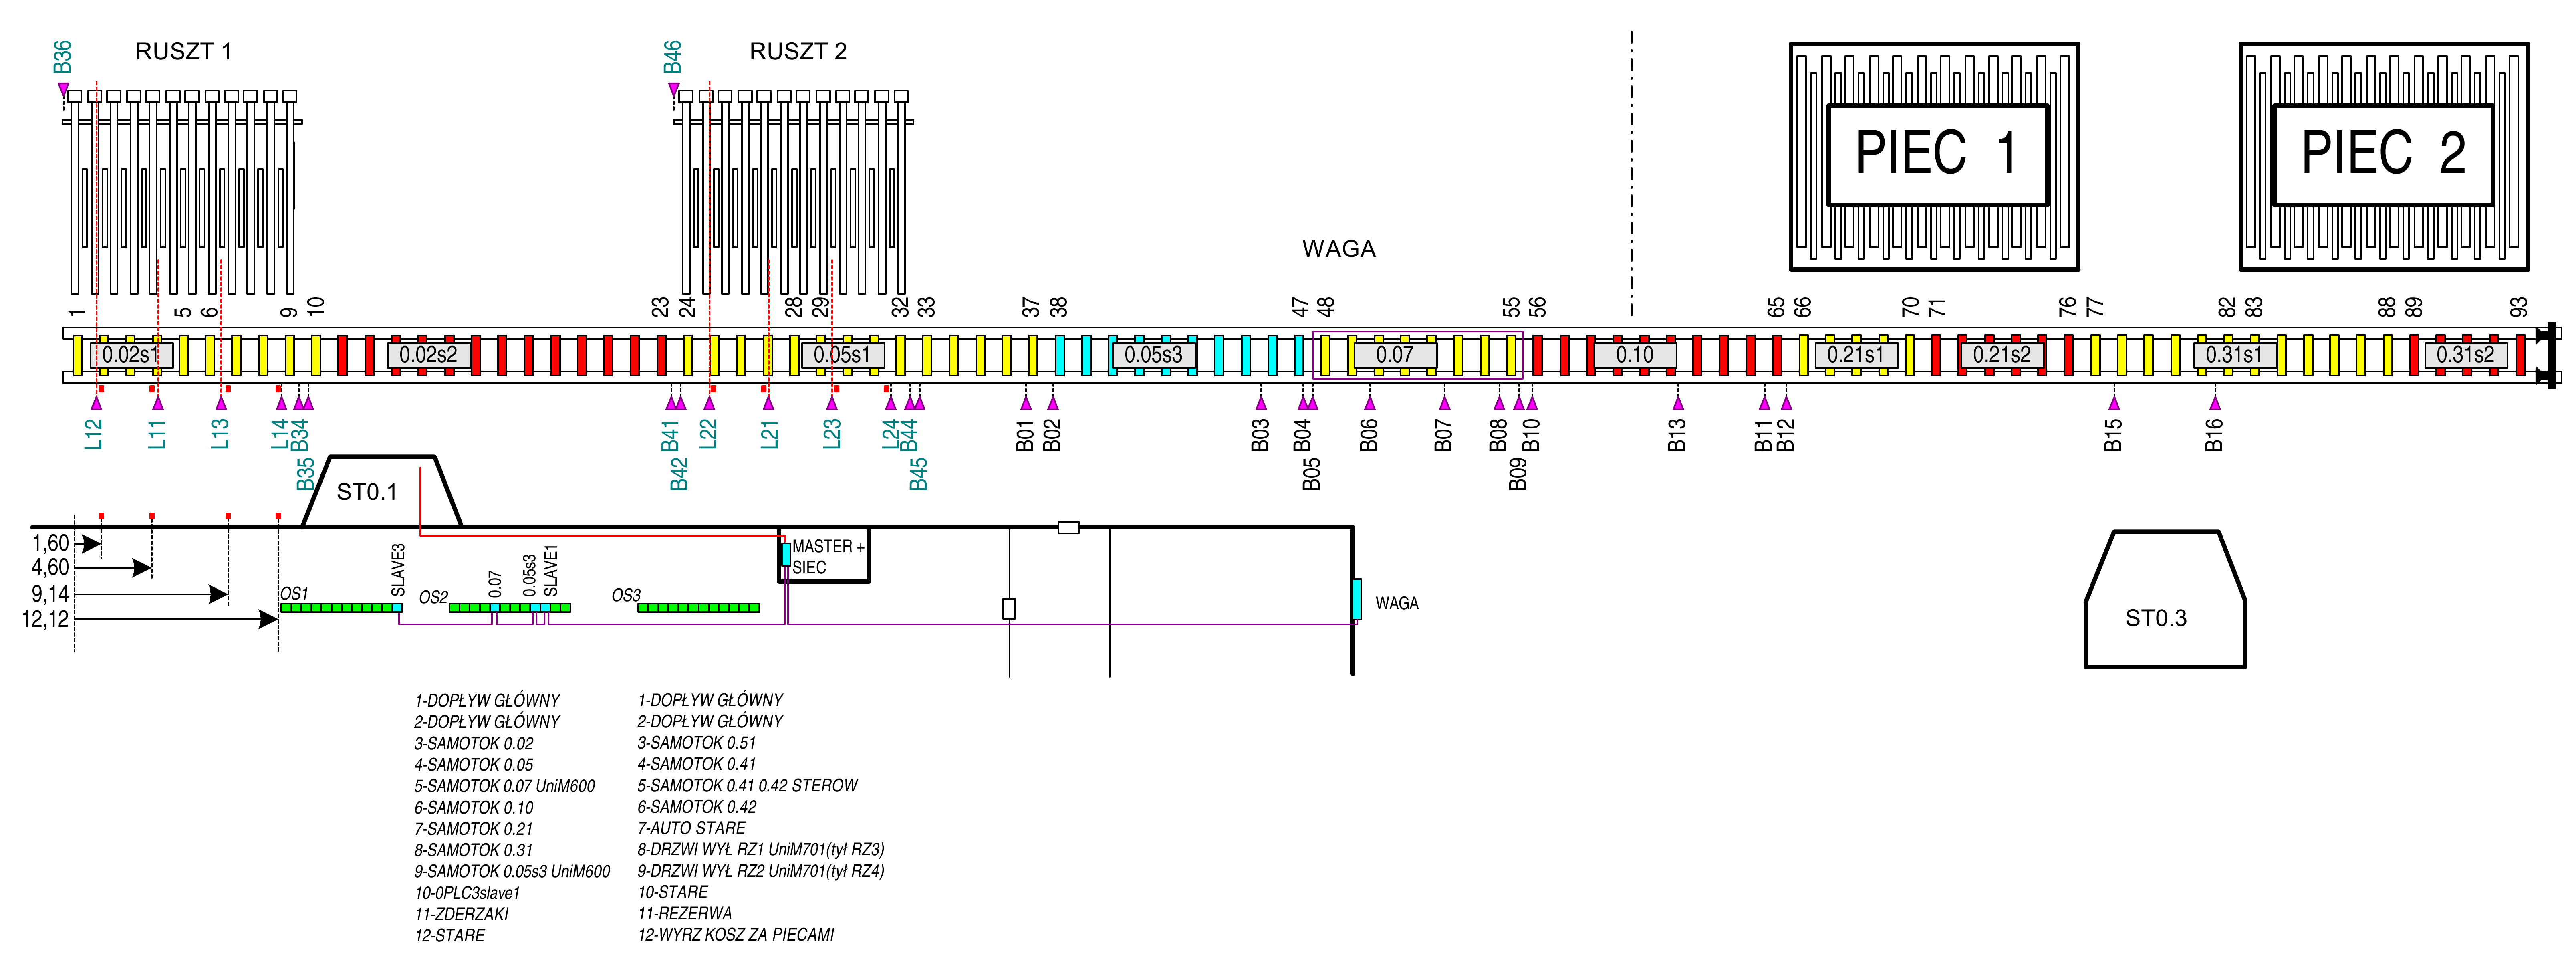 B36
RUSZT 1
B46
RUSZT 2
WAGA
PIEC 1
PIEC 2
1
5
6
9
10
23
24
28
29
32
33
37
38
47
48
55
56
65
66
70
71
76
77
82
83
88
89
93
0.02s1
0.02s2
0.05s1
0.05s3
0.07
0.10
0.21s1
0.21s2
0.31s1
0.31s2
L12
L11
L13
L14
B34
B35
B41
B42
L22
L21
L23
L24
B44
B45
B01
B02
B03
B04
B05
B06
B07
B08
B09
B10
B13
B11
B12
B15
B16
ST0.1
1,60
4,60
9,14
12,12
OS1
SLAVE3
OS2
0.07
0.05s3
SLAVE1
OS3
MASTER +
SIEC
WAGA
ST0.3
1-DOPŁYW GŁÓWNY
2-DOPŁYW GŁÓWNY
3-SAMOTOK 0.02
4-SAMOTOK 0.05
5-SAMOTOK 0.07 UniM600
6-SAMOTOK 0.10
7-SAMOTOK 0.21
8-SAMOTOK 0.31
9-SAMOTOK 0.05s3 UniM600
10-0PLC3slave1
11-ZDERZAKI
12-STARE
1-DOPŁYW GŁÓWNY
2-DOPŁYW GŁÓWNY
3-SAMOTOK 0.51
4-SAMOTOK 0.41
5-SAMOTOK 0.41 0.42 STEROW
6-SAMOTOK 0.42
7-AUTO STARE
8-DRZWI WYŁ RZ1 UniM701(tył RZ3)
9-DRZWI WYŁ RZ2 UniM701(tył RZ4)
10-STARE
11-REZERWA
12-WYRZ KOSZ ZA PIECAMI